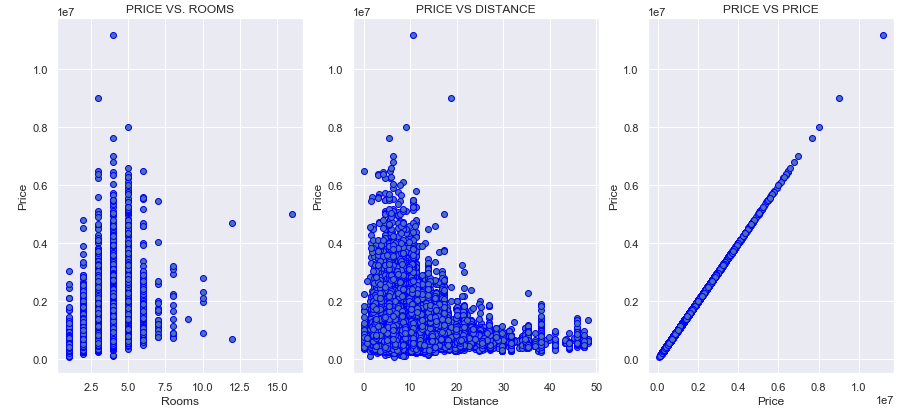 PRICE VS. ROOMS
PRICE VS DISTANCE
PRICE VS PRICE
1e7
1e7
1e7
1.0
0.8
0.6
0.4
0.2
0.0
Price
2.5 5.0 7.5 10.0 12.5 15.0
Rooms
1.0
0.8
0.6
0.4
0.2
0.0
Price
0 10 20 30 40 50
Distance
1.0
0.8
0.6
0.4
0.2
0.0
Price
0.0 0.2 0.4 0.6 0.8 1.0
1e7
Price